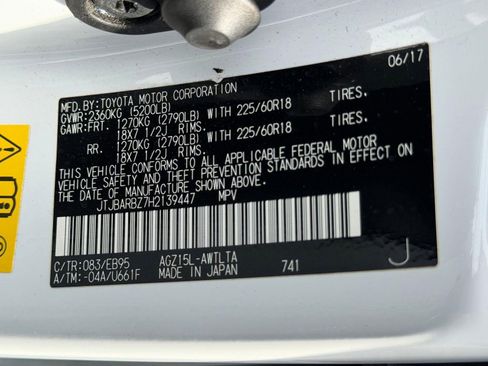 MFD.BY:TOYOTA MOTOR CORPORATION 06/17
GVWR:2360KG (5200LB)
GAWR:FRT. 1270KG (2790LB) WITH 225/60R18 TIRES,
18X7 1/2J RIMS.
RR. 1270KG (2790LB) WITH 225/60R18 TIRES,
18X7 1/2J RIMS.
THIS VEHICLE CONFORMS TO ALL APPLICABLE FEDERAL MOTOR
VEHICLE SAFETY AND BUMPER STANDARDS IN EFFECT ON
THE DATE OF MANUFACTURE SHOWN ABOVE.
JTJBARBZ7H2139447 MPV
C/TR:083/EB95 AGZ15L-AWTLTA J
A/TM:-04A/U661F MADE IN JAPAN 741